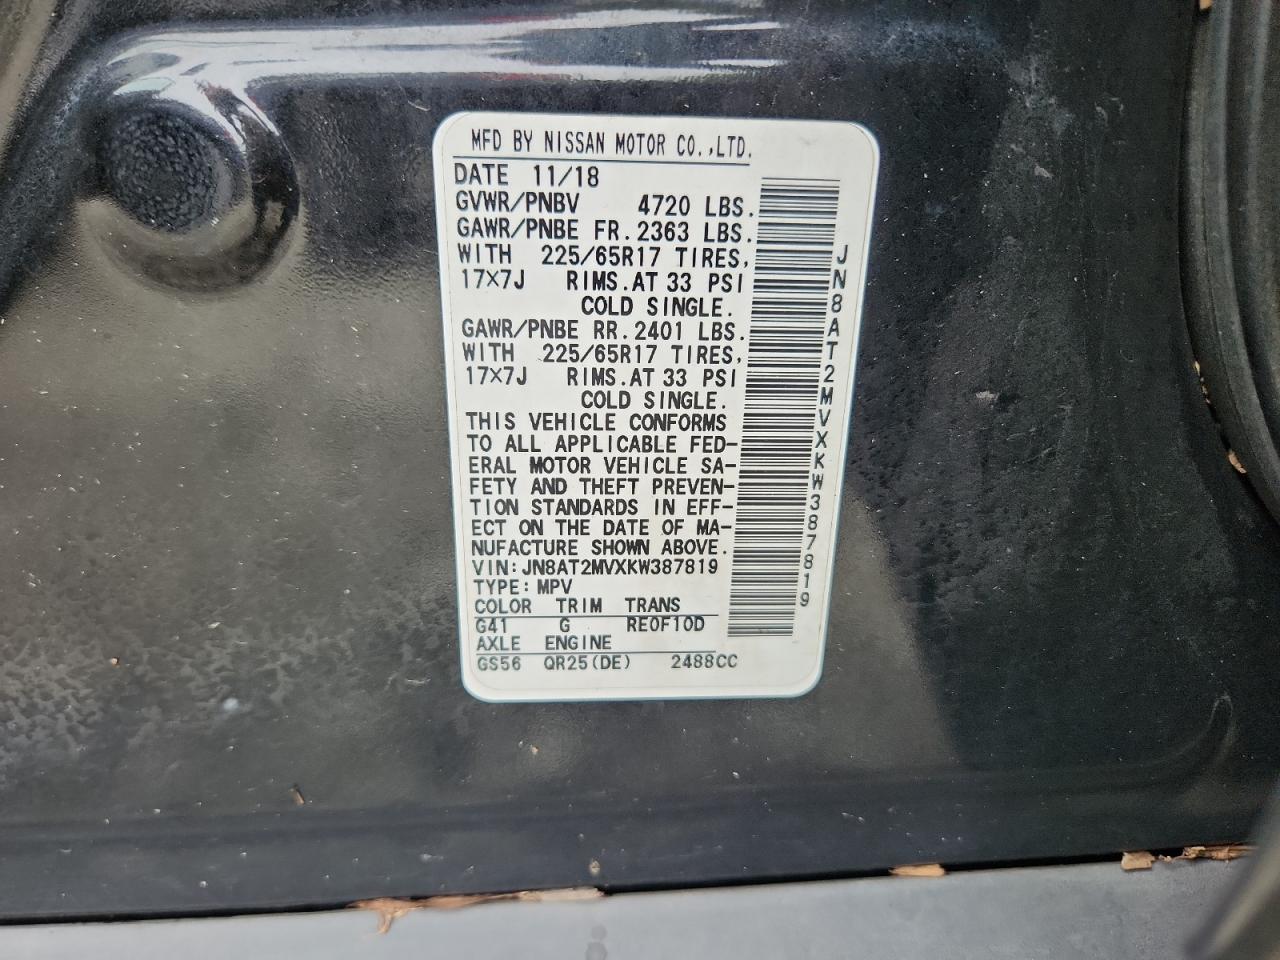 MFD BY NISSAN MOTOR CO.,LTD.
DATE 11/18
GVWR/PNBV 4720 LBS.
GAWR/PNBE FR.2363 LBS.
WITH 225/65R17 TIRES,
17X7J RIMS.AT 33 PSI
COLD SINGLE.
GAWR/PNBE RR.2401 LBS.
WITH 225/65R17 TIRES,
17X7J RIMS.AT 33 PSI
COLD SINGLE.
THIS VEHICLE CONFORMS
TO ALL APPLICABLE FED-
ERAL MOTOR VEHICLE SA-
FETY AND THEFT PREVEN-
TION STANDARDS IN EFF-
ECT ON THE DATE OF MA-
NUFACTURE SHOWN ABOVE.
VIN:JN8AT2MVXKW387819
TYPE:MPV
COLOR TRIM TRANS
G41 G RE0F10D
AXLE ENGINE
GS56 QR25(DE) 2488CC
JN8AT2MVXKW387819